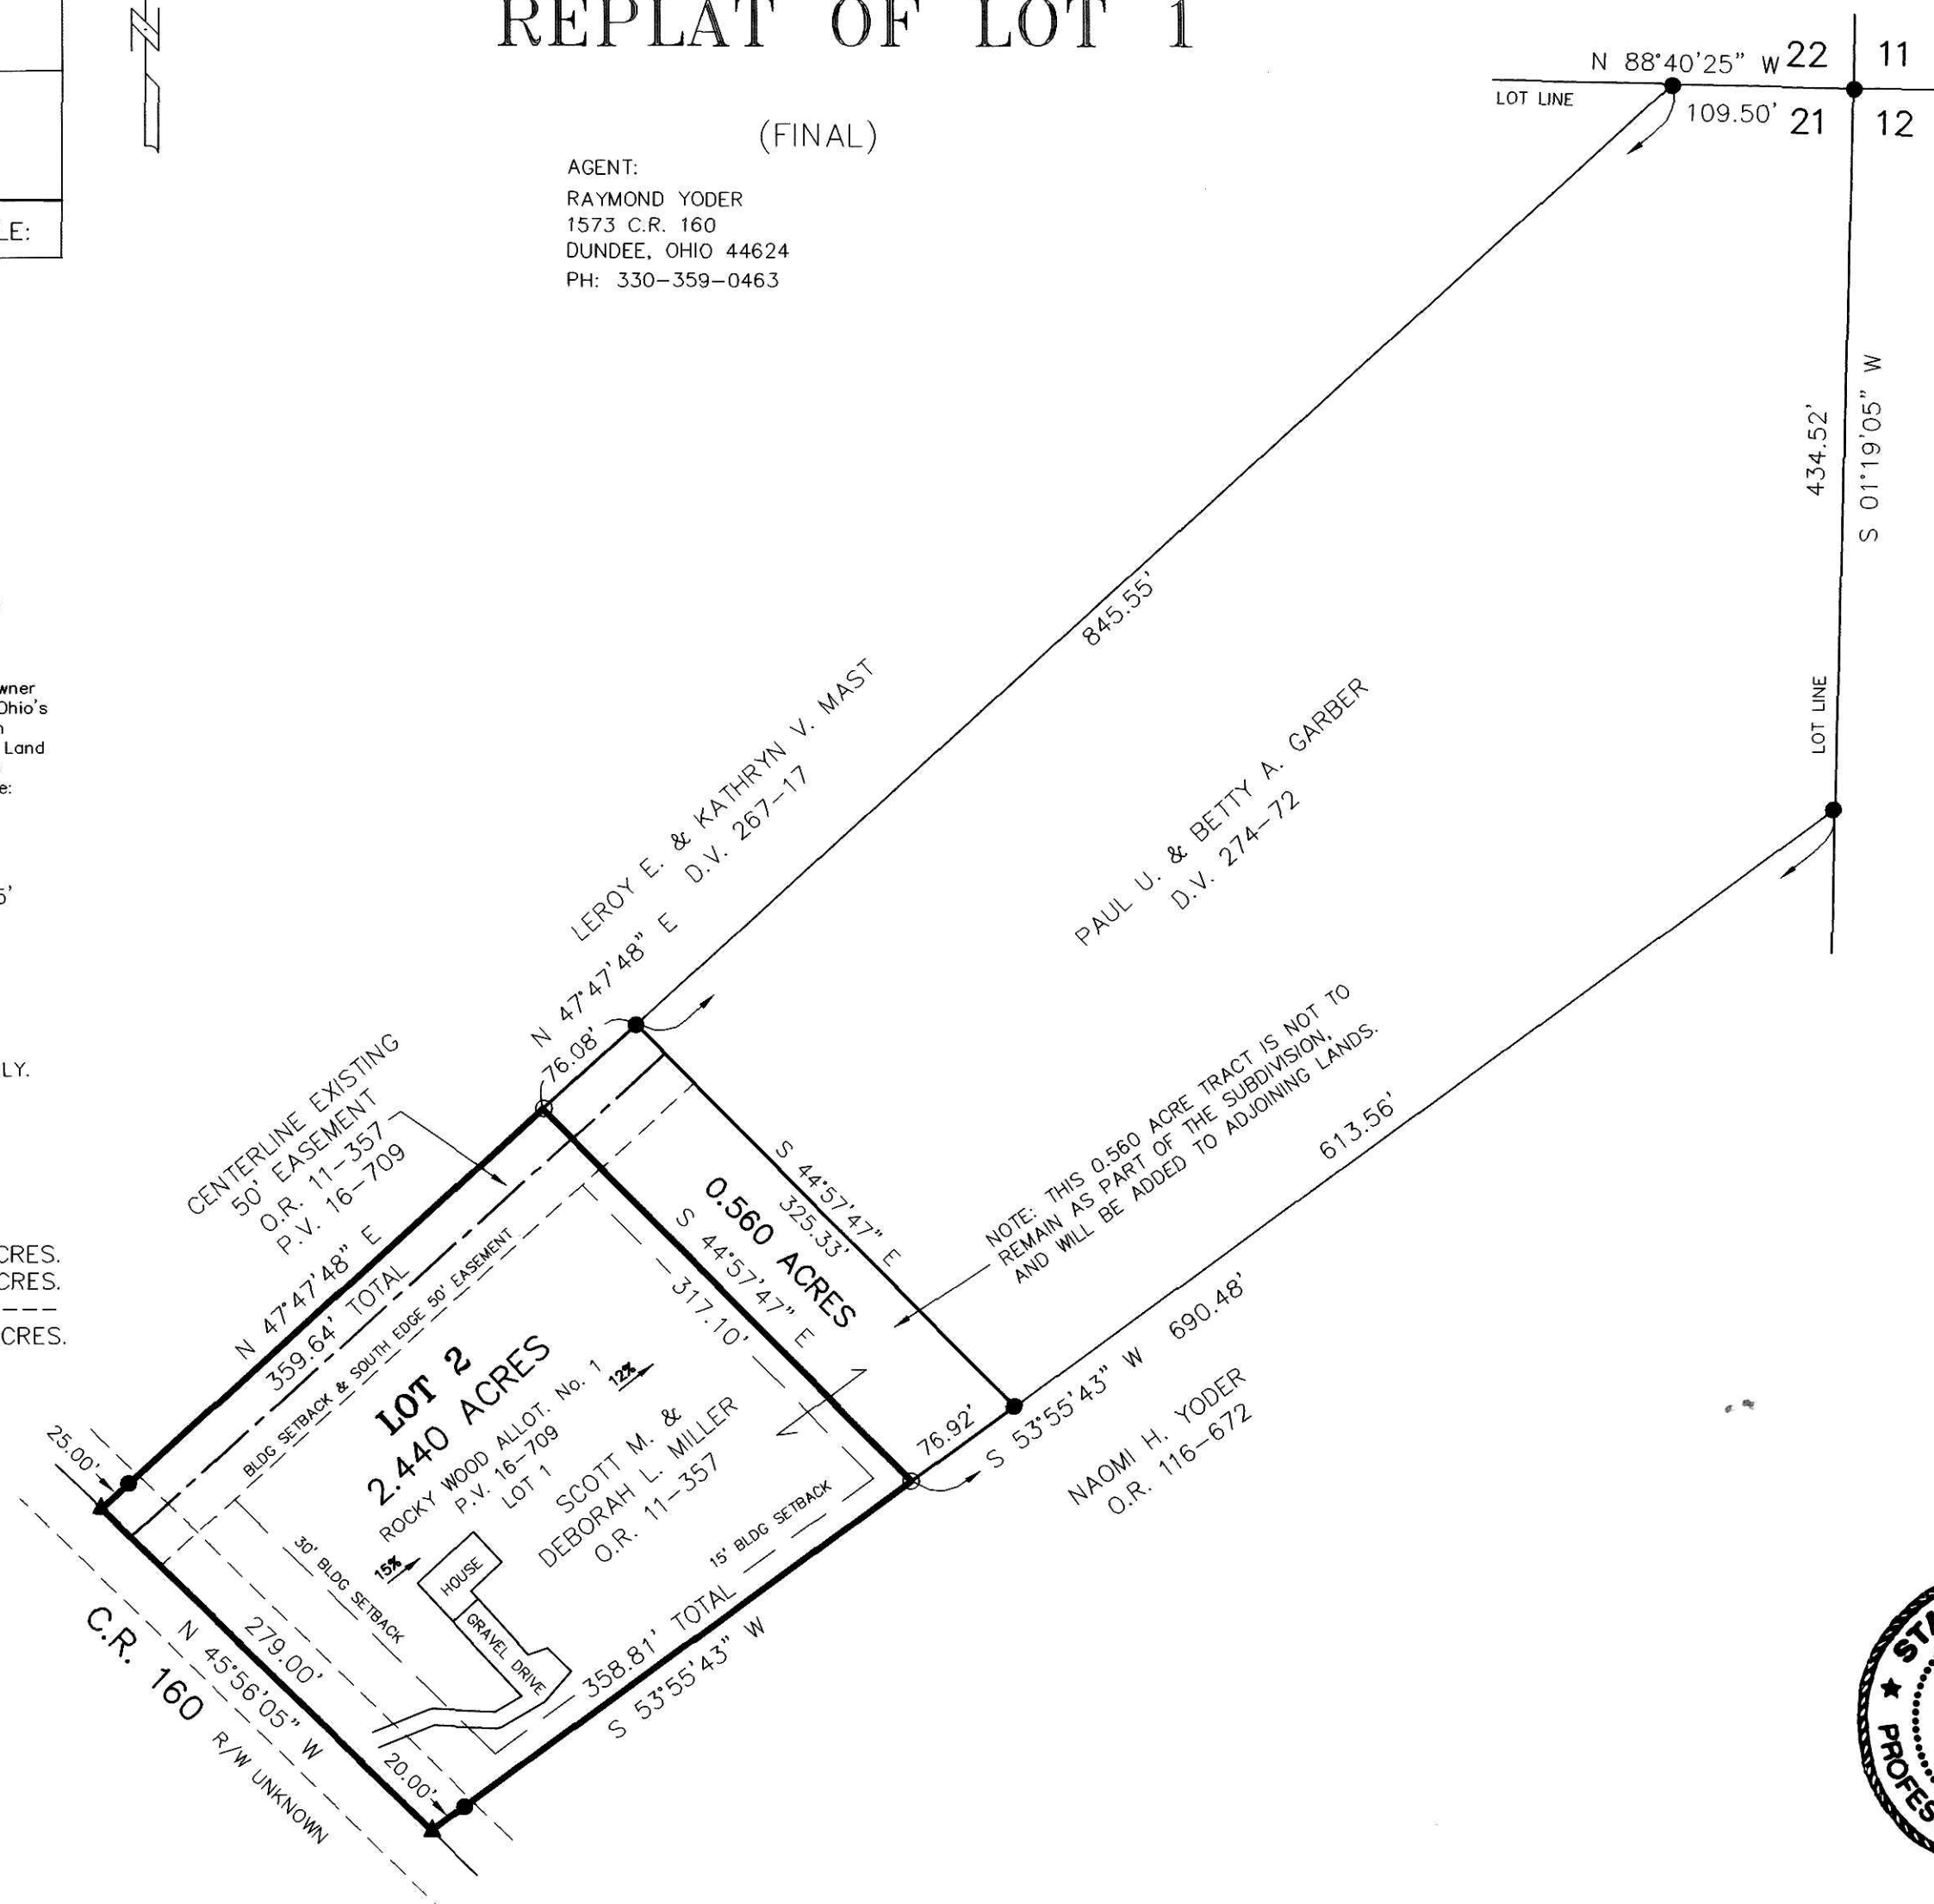 REPLAT OF LOT 1
(FINAL)
AGENT:
RAYMOND YODER
1573 C.R. 160
DUNDEE, OHIO 44624
PH: 330-359-0463
LE:
N 88°40'25" W
22
11
LOT LINE
109.50'
21
12
434.52'
S 01°19'05" W
LOT LINE
845.55'
Ohio's
Land
5'
LY.
CRES.
CRES.
----
CRES.
LEROY E. & KATHRYN V. MAST
D.V. 267-17
PAUL U. & BETTY A. GARBER
D.V. 274-72
N 47°47'48" E
76.08'
CENTERLINE EXISTING
50' EASEMENT
O.R. 11-357
P.V. 16-709
N 47°47'48" E
359.64' TOTAL
BLDG SETBACK & SOUTH EDGE 50' EASEMENT
25.00'
S 44°57'47" E
325.33'
0.560 ACRES
S 44°57'47" E
317.10'
NOTE: THIS 0.560 ACRE TRACT IS NOT TO
REMAIN AS PART OF THE SUBDIVISION,
AND WILL BE ADDED TO ADJOINING LANDS.
613.56'
S 53°55'43" W 690.48'
76.92'
NAOMI H. YODER
O.R. 116-672
LOT 2
2.440 ACRES
ROCKY WOOD ALLOT. No. 1
P.V. 16-709
LOT 1
12%
SCOTT M. &
DEBORAH L. MILLER
O.R. 11-357
15%
HOUSE
GRAVEL DRIVE
30' BLDG SETBACK
15' BLDG SETBACK
358.81' TOTAL
S 53°55'43" W
279.00'
N 45°56'05" W
20.00'
C.R. 160 R/W UNKNOWN
STA
PROFES